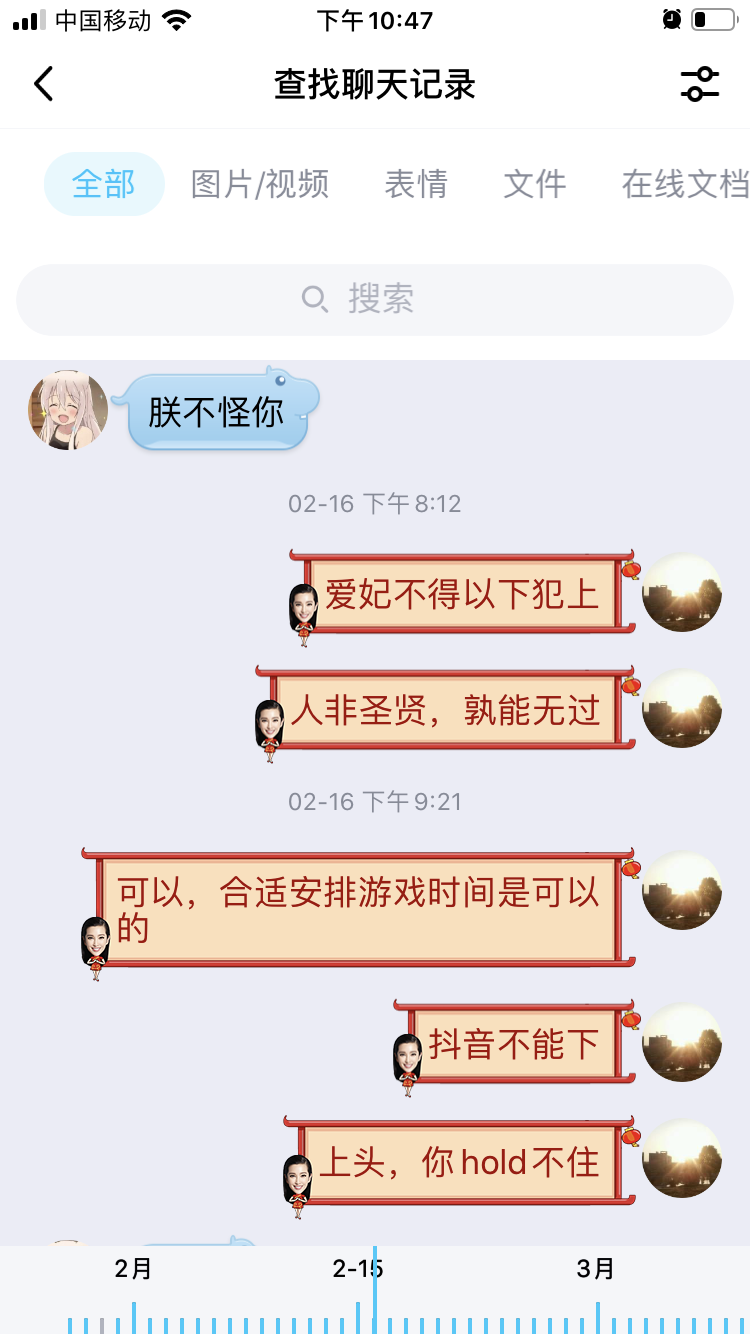 中国移动
下午10:47
查找聊天记录
全部
图片/视频
表情
文件
在线文档
搜索
朕不怪你
02-16 下午8:12
爱妃不得以下犯上
人非圣贤，孰能无过
02-16 下午9:21
可以，合适安排游戏时间是可以
的
抖音不能下
上头，你hold不住
2月
2-15
3月